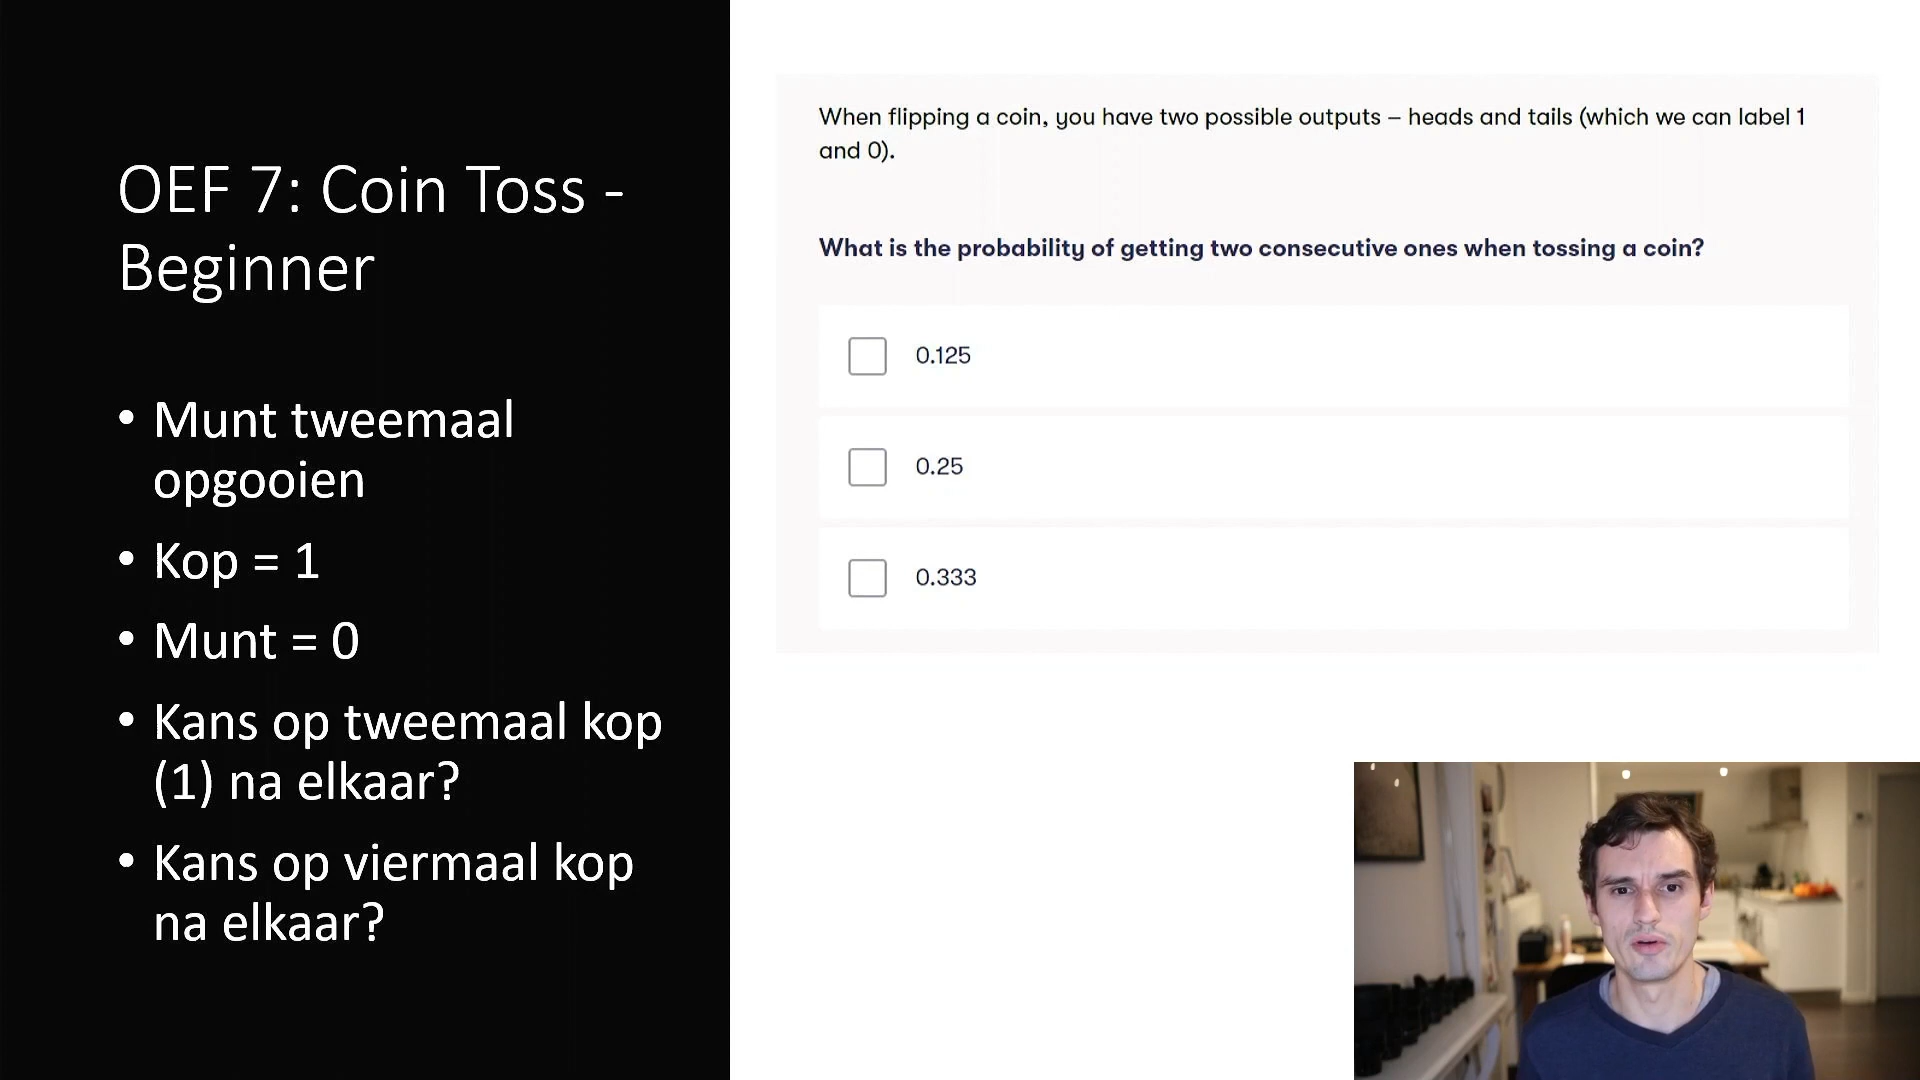 OEF 7: Coin Toss -
Beginner
• Munt tweemaal
opgooien
• Kop = 1
• Munt = 0
• Kans op tweemaal kop
(1) na elkaar?
• Kans op viermaal kop
na elkaar?
When flipping a coin, you have two possible outputs – heads and tails (which we can label 1
and 0).
What is the probability of getting two consecutive ones when tossing a coin?
0.125
0.25
0.333